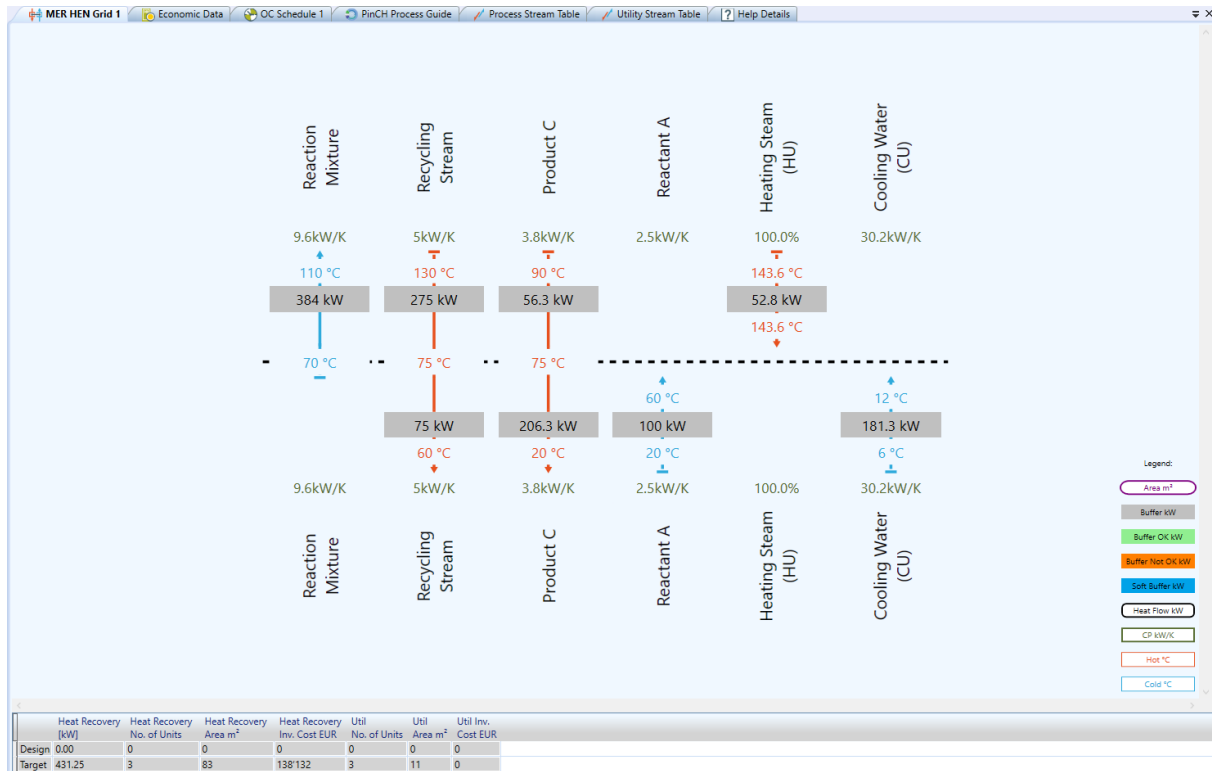 MER HEN Grid 1 Economic Data OC Schedule 1 PinCH Process Guide Process Stream Table Utility Stream Table Help Details
Reaction Mixture
Recycling Stream
Product C
Reactant A
Heating Steam (HU)
Cooling Water (CU)
9.6kW/K 5kW/K 3.8kW/K 2.5kW/K 100.0% 30.2kW/K
110 °C 130 °C 90 °C 143.6 °C
384 kW 275 kW 56.3 kW 52.8 kW
143.6 °C
70 °C 75 °C 75 °C
60 °C 12 °C
75 kW 206.3 kW 100 kW 181.3 kW
60 °C 20 °C 20 °C 6 °C
9.6kW/K 5kW/K 3.8kW/K 2.5kW/K 100.0% 30.2kW/K
Reaction Mixture
Recycling Stream
Product C
Reactant A
Heating Steam (HU)
Cooling Water (CU)
Legend:
Area m²
Buffer kW
Buffer OK kW
Buffer Not OK kW
Soft Buffer kW
Heat Flow kW
CP kW/K
Hot °C
Cold °C
Heat Recovery Heat Recovery Heat Recovery Heat Recovery Util Util Util Inv.
[kW] No. of Units Area m² Inv. Cost EUR No. of Units Area m² Cost EUR
Design 0.00 0 0 0 0 0 0
Target 431.25 3 83 138'132 3 11 0